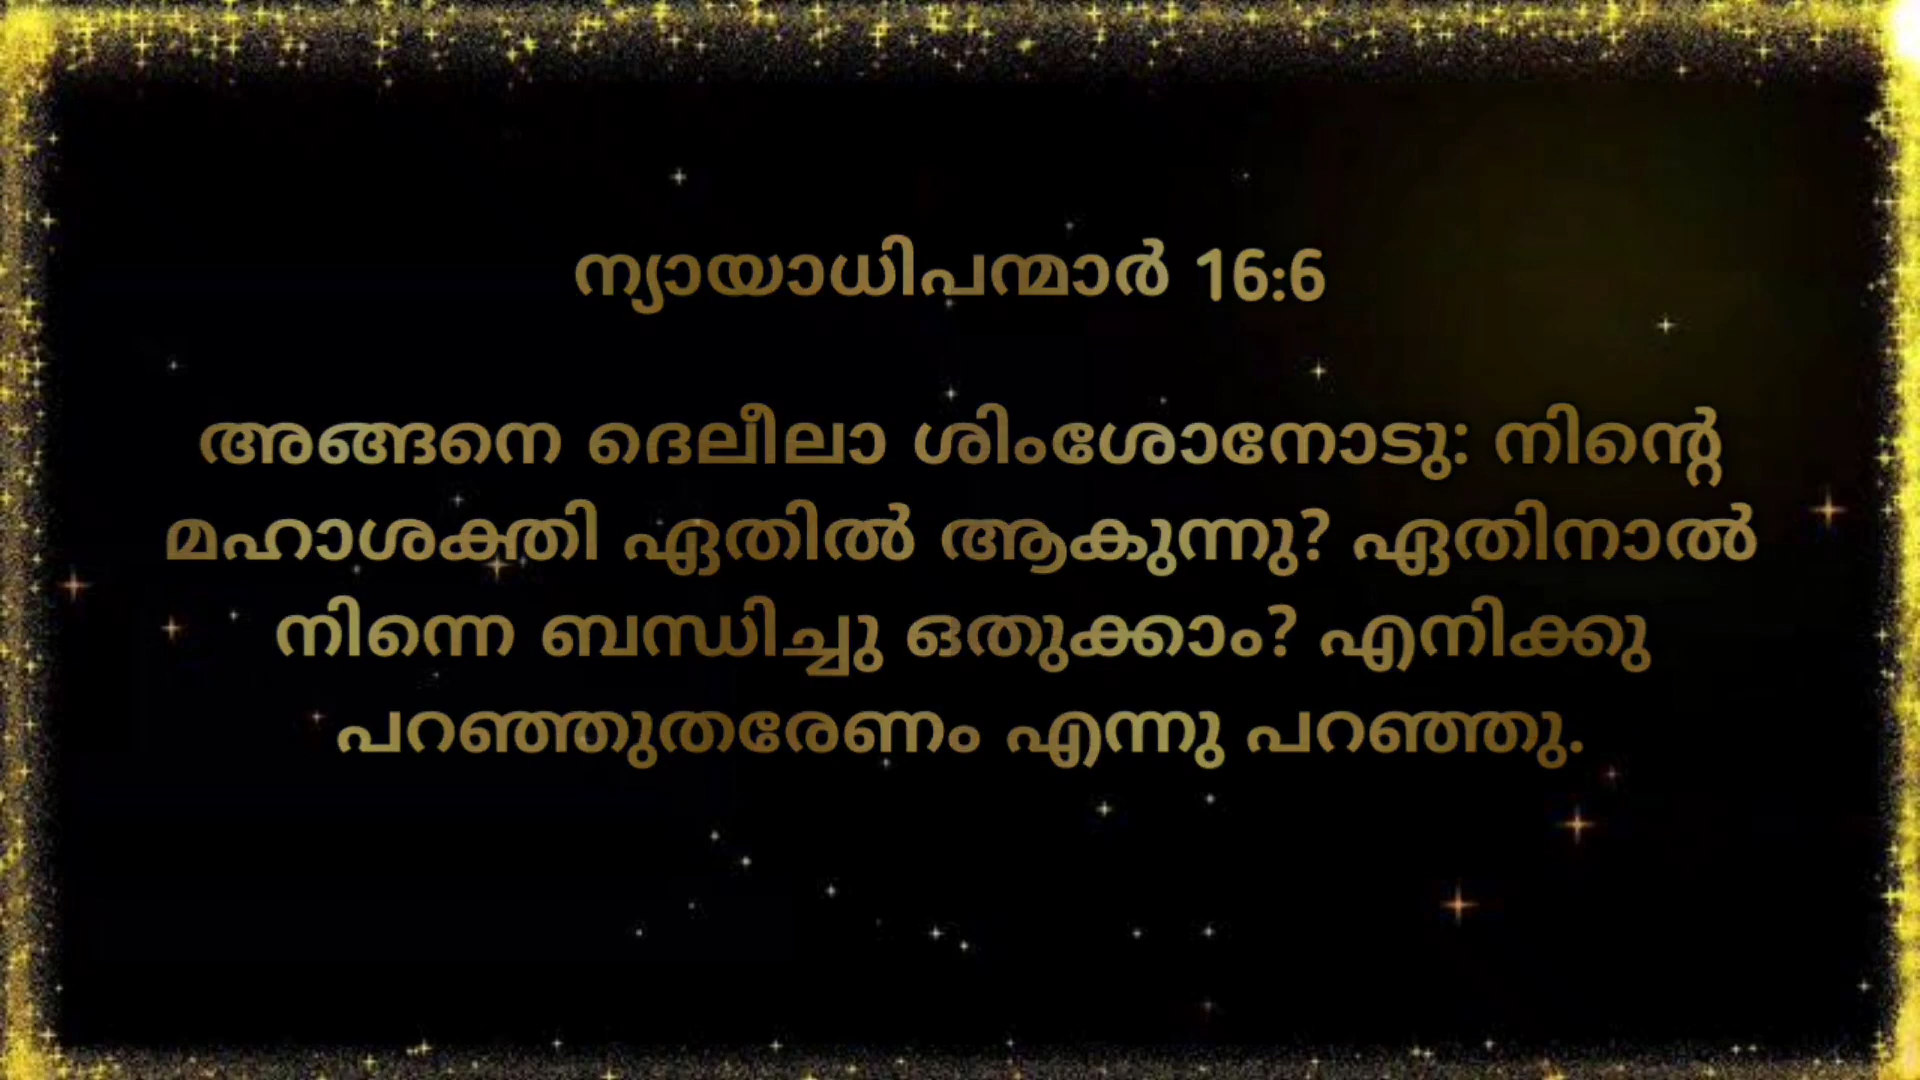 ന്യായാധിപന്മാർ 16:6
അങ്ങനെ ദെലീലാ ശിംശോനോടു: നിന്റെ
മഹാശക്തി ഏതിൽ ആകുന്നു? ഏതിനാൽ
നിന്നെ ബന്ധിച്ചു ഒതുക്കാം? എനിക്കു
പറഞ്ഞുതരേണം എന്നു പറഞ്ഞു.